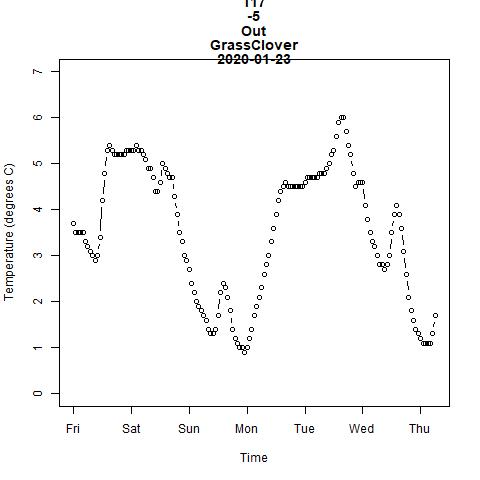 117
-5
Out
GrassClover
2020-01-23
Temperature (degrees C)
7
6
5
4
3
2
1
0
Fri Sat Sun Mon Tue Wed Thu
Time